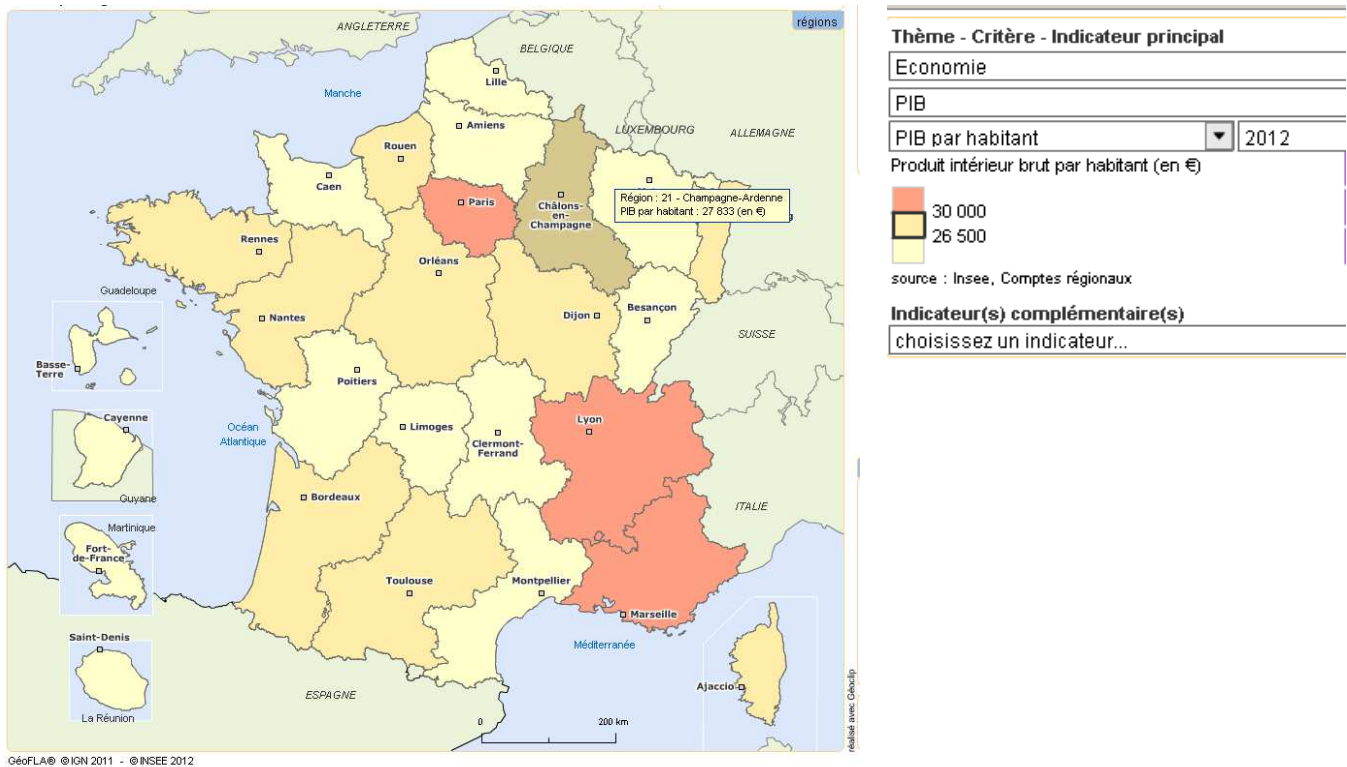 régions
ANGLETERRE
BELGIQUE
Manche
Lille
Amiens
LUXEMBOURG
ALLEMAGNE
Rouen
Caen
Paris
Châlons-
en-
Champagne
Région : 21 - Champagne-Ardenne
PIB par habitant : 27 833 (en €)
Rennes
Orléans
Guadeloupe
Nantes
Dijon
Besançon
SUISSE
Basse-
Terre
Poitiers
Cayenne
Océan
Atlantique
Limoges
Clermont-
Ferrand
Lyon
Guyane
Bordeaux
ITALIE
Martinique
Fort-
de-France
Toulouse
Montpellier
Marseille
Saint-Denis
Méditerranée
ESPAGNE
Ajaccio
La Réunion
0
200 km
réalisé avec Géoclip
GéoFLA® ©IGN 2011 - ©INSEE 2012
Thème - Critère - Indicateur principal
Economie
PIB
PIB par habitant
2012
Produit intérieur brut par habitant (en €)
30 000
26 500
source : Insee, Comptes régionaux
Indicateur(s) complémentaire(s)
choisissez un indicateur...